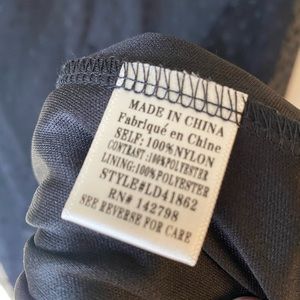 MADE IN CHINA
Fabriqué en Chine
SELF: 100%NYLON
CONTRAST :100%POLYESTER
LINING: 100%POLYESTER
STYLE#LD41862
RN# 142798
SEE REVERSE FOR CARE